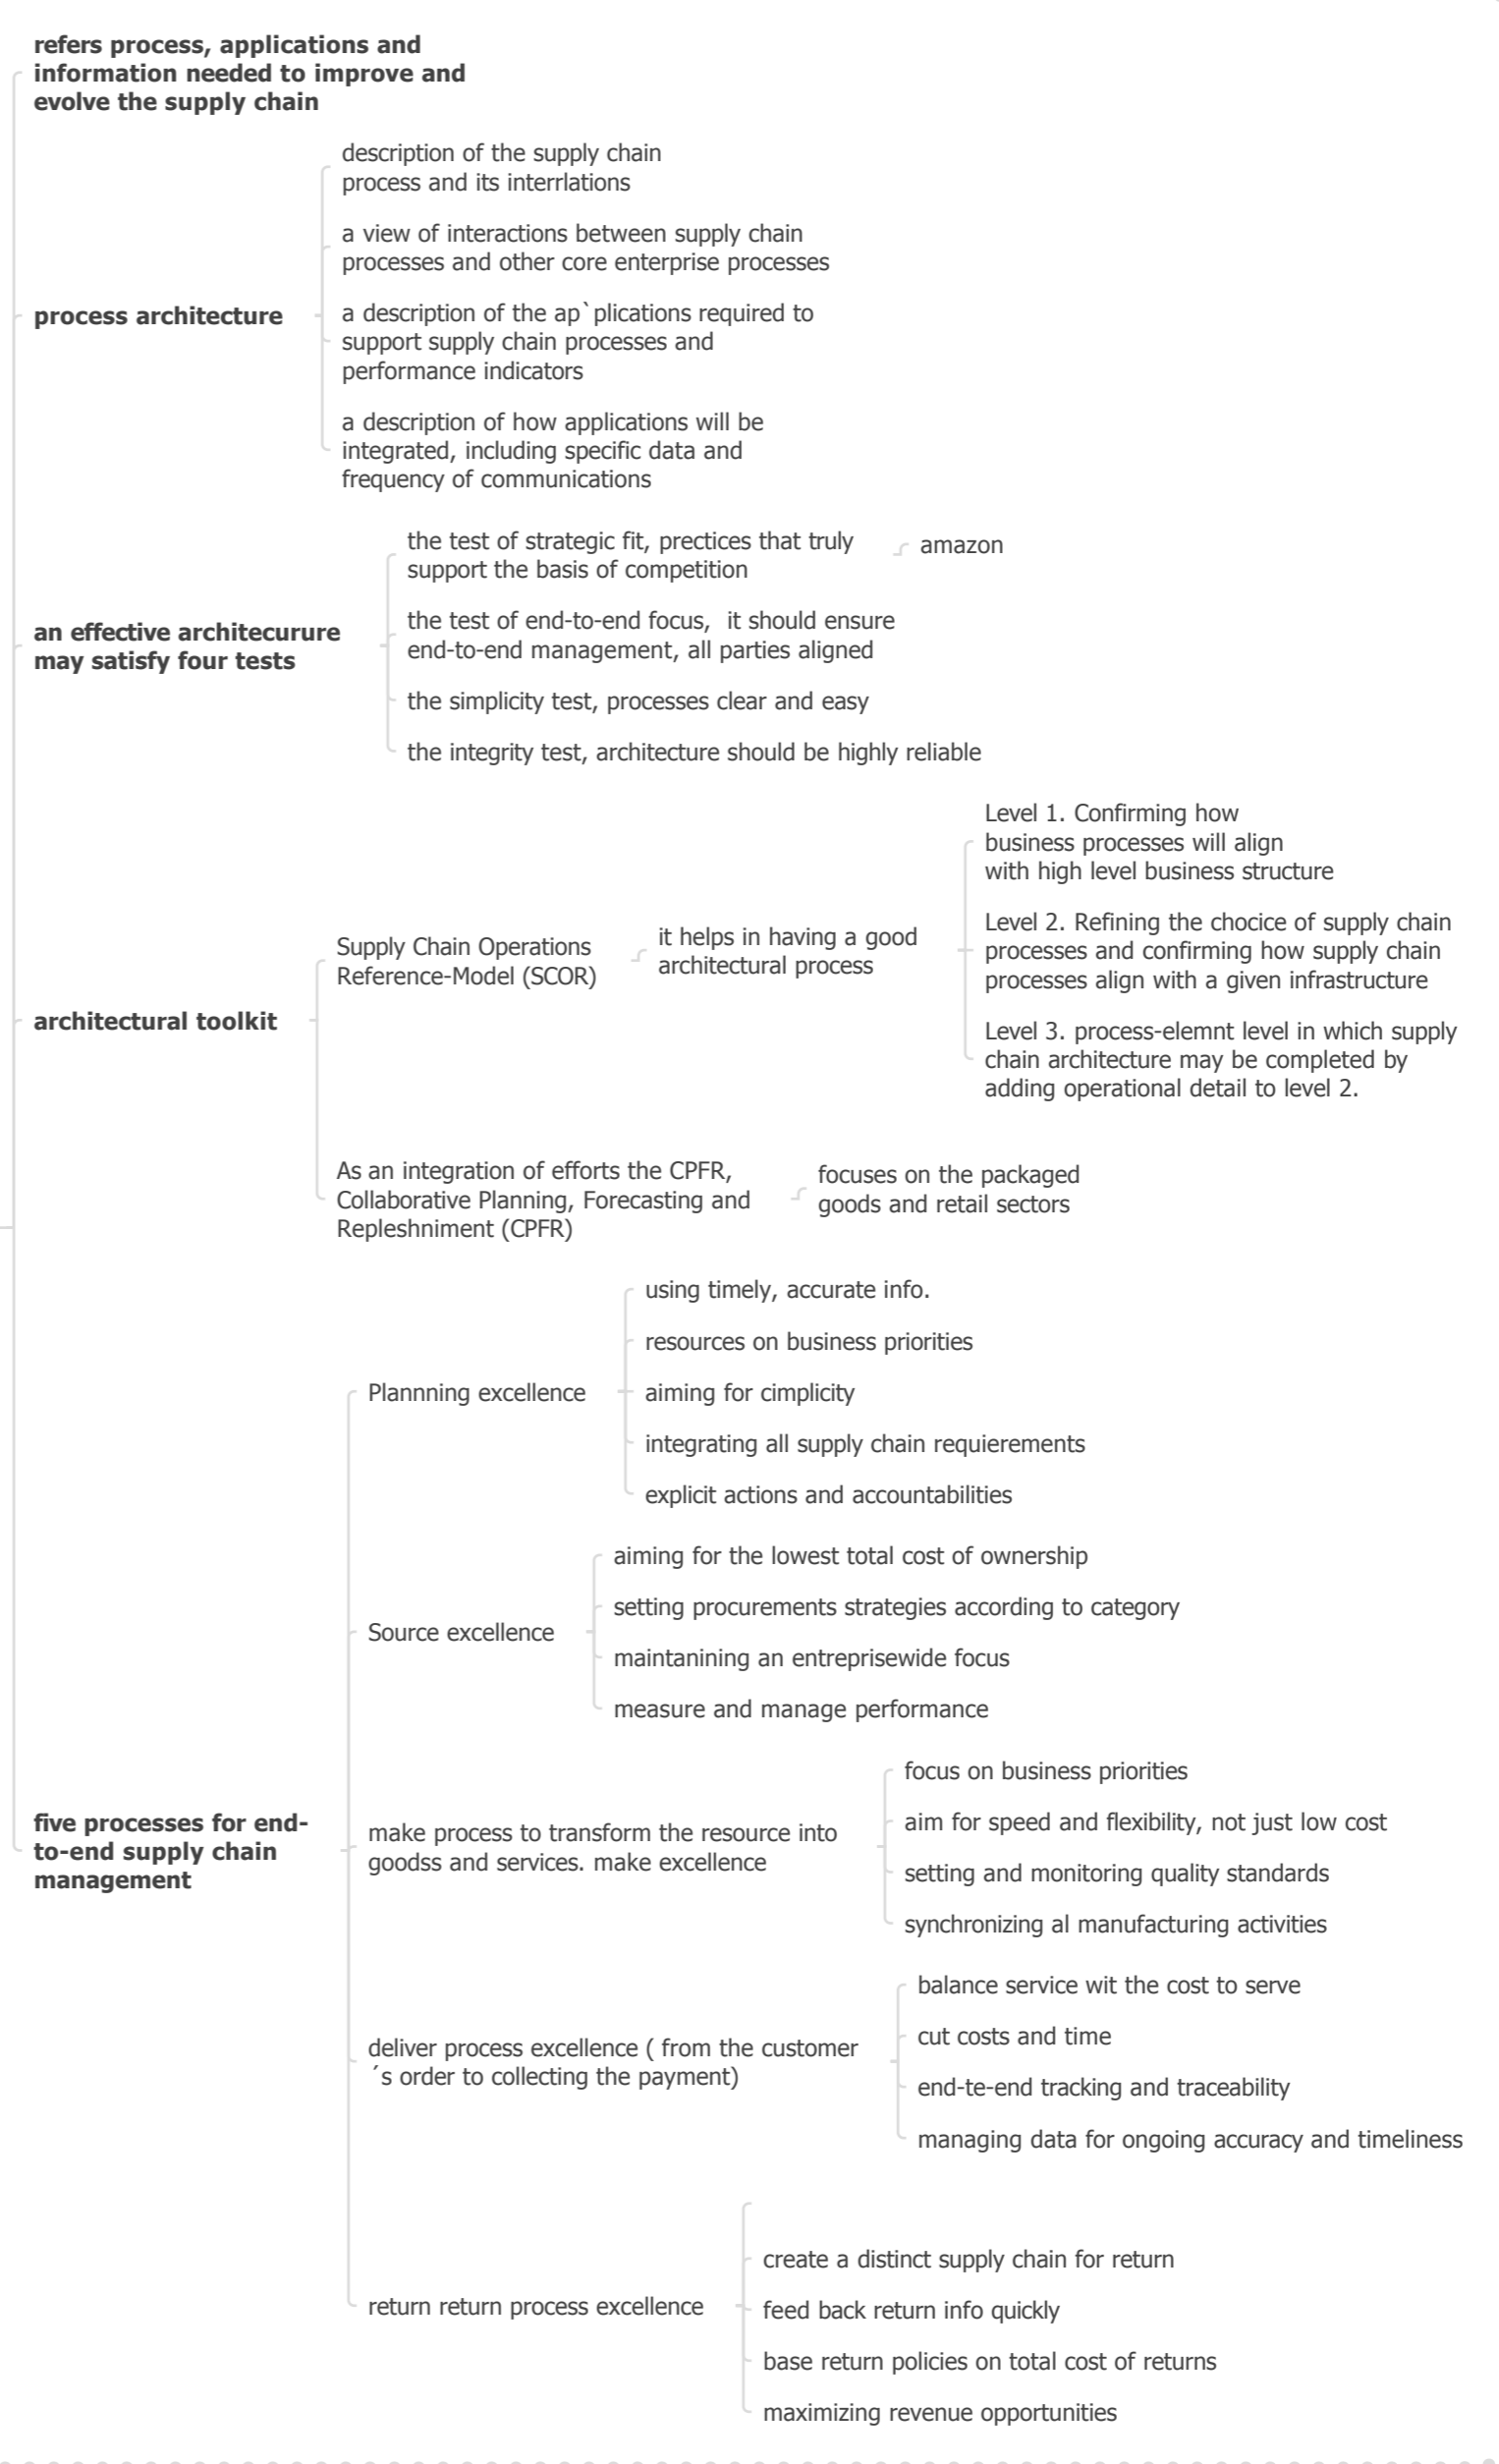 refers process, applications and
information needed to improve and
evolve the supply chain
process architecture
description of the supply chain
process and its interrlations
a view of interactions between supply chain
processes and other core enterprise processes
a description of the ap`plications required to
support supply chain processes and
performance indicators
a description of how applications will be
integrated, including specific data and
frequency of communications
an effective architecurure
may satisfy four tests
the test of strategic fit, prectices that truly
support the basis of competition
amazon
the test of end-to-end focus,  it should ensure
end-to-end management, all parties aligned
the simplicity test, processes clear and easy
the integrity test, architecture should be highly reliable
architectural toolkit
Supply Chain Operations
Reference-Model (SCOR)
it helps in having a good
architectural process
Level 1. Confirming how
business processes will align
with high level business structure
Level 2. Refining the chocice of supply chain
processes and confirming how supply chain
processes align with a given infrastructure
Level 3. process-elemnt level in which supply
chain architecture may be completed by
adding operational detail to level 2.
As an integration of efforts the CPFR,
Collaborative Planning, Forecasting and
Repleshniment (CPFR)
focuses on the packaged
goods and retail sectors
five processes for end-
to-end supply chain
management
Plannning excellence
using timely, accurate info.
resources on business priorities
aiming for cimplicity
integrating all supply chain requierements
explicit actions and accountabilities
Source excellence
aiming for the lowest total cost of ownership
setting procurements strategies according to category
maintanining an entreprisewide focus
measure and manage performance
make process to transform the resource into
goodss and services. make excellence
focus on business priorities
aim for speed and flexibility, not just low cost
setting and monitoring quality standards
synchronizing al manufacturing activities
deliver process excellence ( from the customer
´s order to collecting the payment)
balance service wit the cost to serve
cut costs and time
end-te-end tracking and traceability
managing data for ongoing accuracy and timeliness
return return process excellence
create a distinct supply chain for return
feed back return info quickly
base return policies on total cost of returns
maximizing revenue opportunities